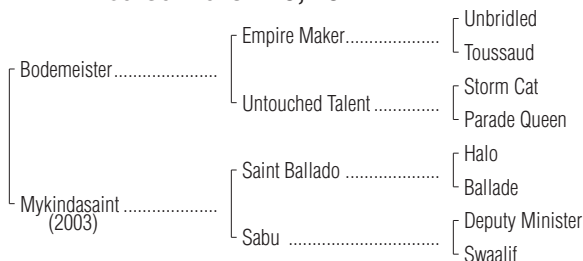 Unbridled
Empire Maker....................
Toussaud
Bodemeister......................
Storm Cat
Untouched Talent ..............
Parade Queen
Halo
Saint Ballado .....................
Ballade
Mykindasaint ....................
(2003)
Deputy Minister
Sabu .................................
Swaalif